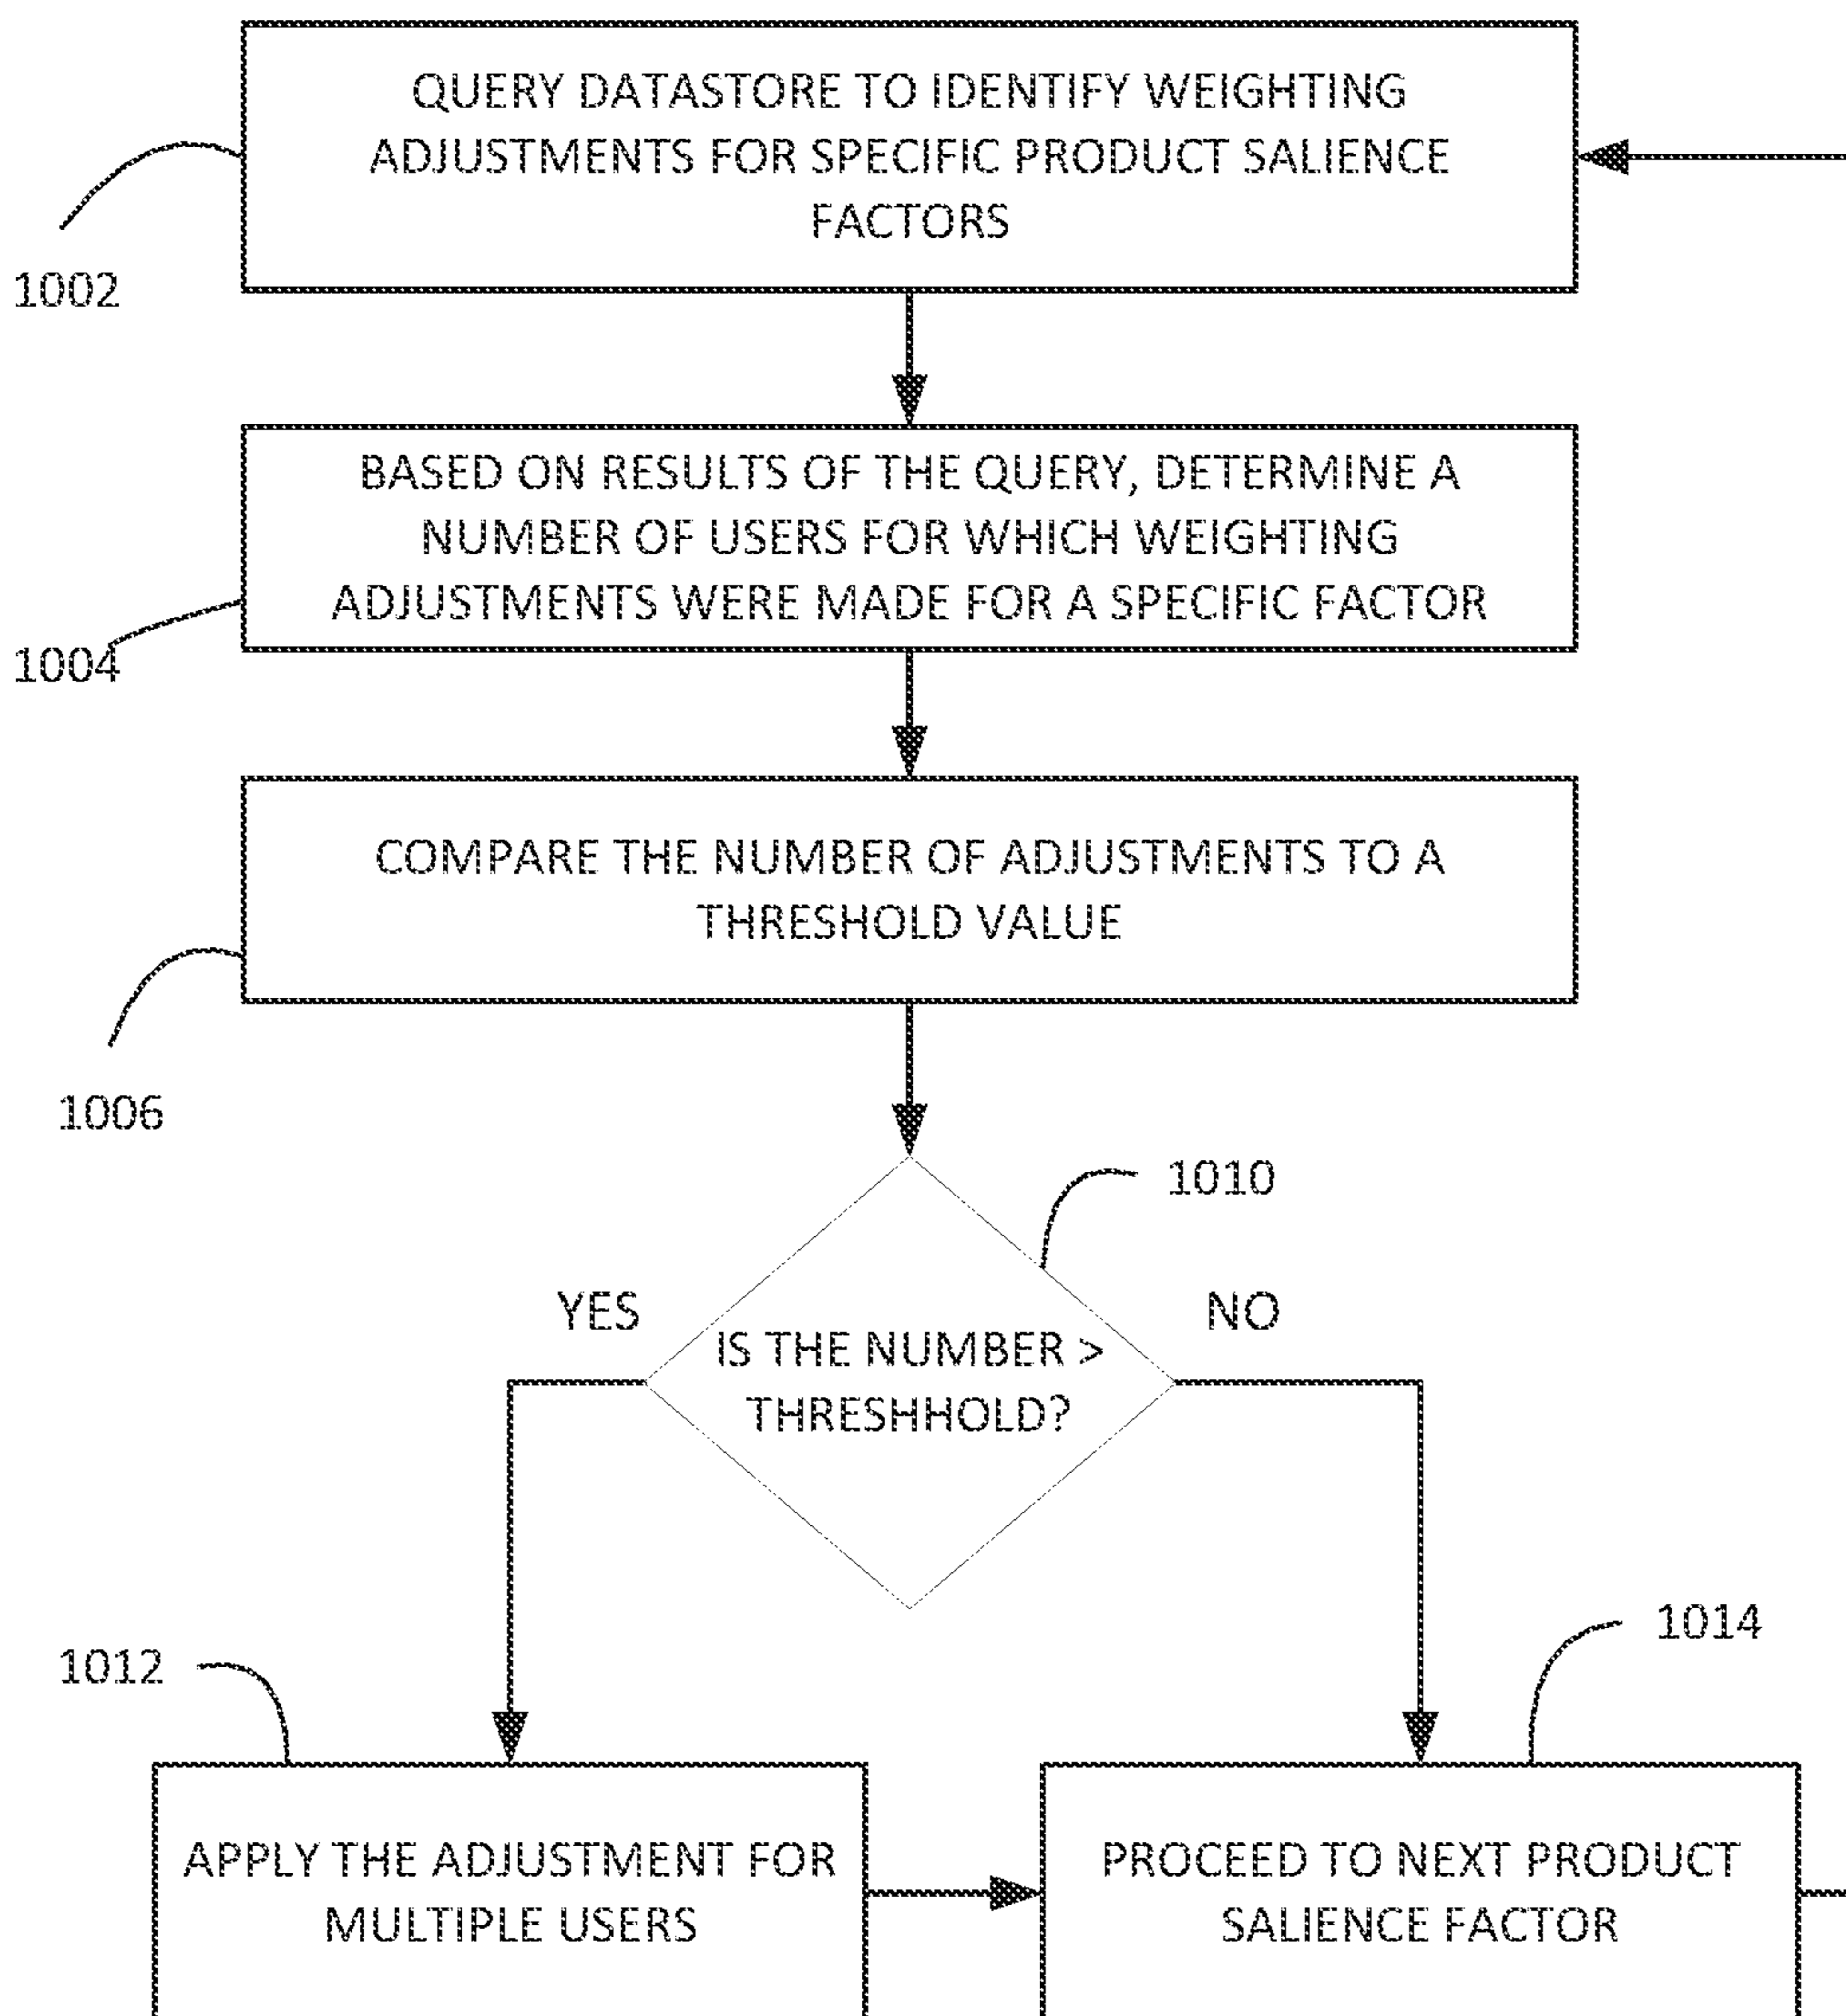 QUERY DATASTORE TO IDENTIFY WEIGHTING
ADJUSTMENTS FOR SPECIFIC PRODUCT SALIENCE
FACTORS
1002
BASED ON RESULTS OF THE QUERY, DETERMINE A
NUMBER OF USERS FOR WHICH WEIGHTING
ADJUSTMENTS WERE MADE FOR A SPECIFIC FACTOR
1004
COMPARE THE NUMBER OF ADJUSTMENTS TO A
THRESHOLD VALUE
1006
1010
YES
NO
IS THE NUMBER >
THRESHHOLD?
1012
1014
APPLY THE ADJUSTMENT FOR
MULTIPLE USERS
PROCEED TO NEXT PRODUCT
SALIENCE FACTOR